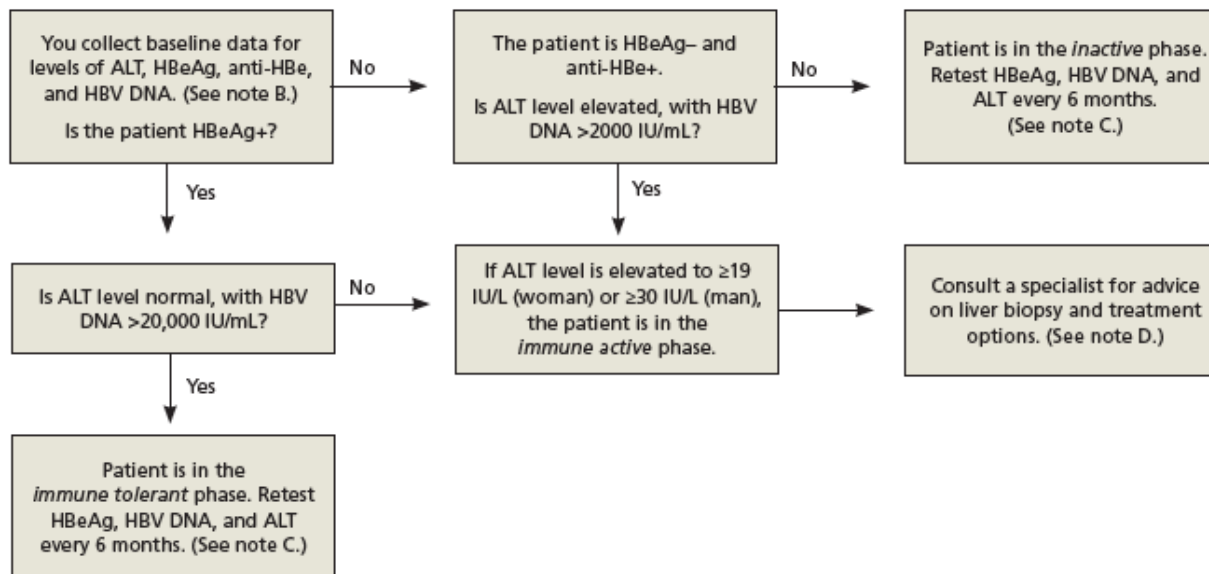 You collect baseline data for
levels of ALT, HBeAg, anti-HBe,
and HBV DNA. (See note B.)
Is the patient HBeAg+?
No
The patient is HBeAg– and
anti-HBe+.
Is ALT level elevated, with HBV
DNA >2000 IU/mL?
No
Patient is in the inactive phase.
Retest HBeAg, HBV DNA, and
ALT every 6 months.
(See note C.)
Yes
Yes
Is ALT level normal, with HBV
DNA >20,000 IU/mL?
No
If ALT level is elevated to ≥19
IU/L (woman) or ≥30 IU/L (man),
the patient is in the
immune active phase.
Consult a specialist for advice
on liver biopsy and treatment
options. (See note D.)
Yes
Patient is in the
immune tolerant phase. Retest
HBeAg, HBV DNA, and ALT
every 6 months. (See note C.)